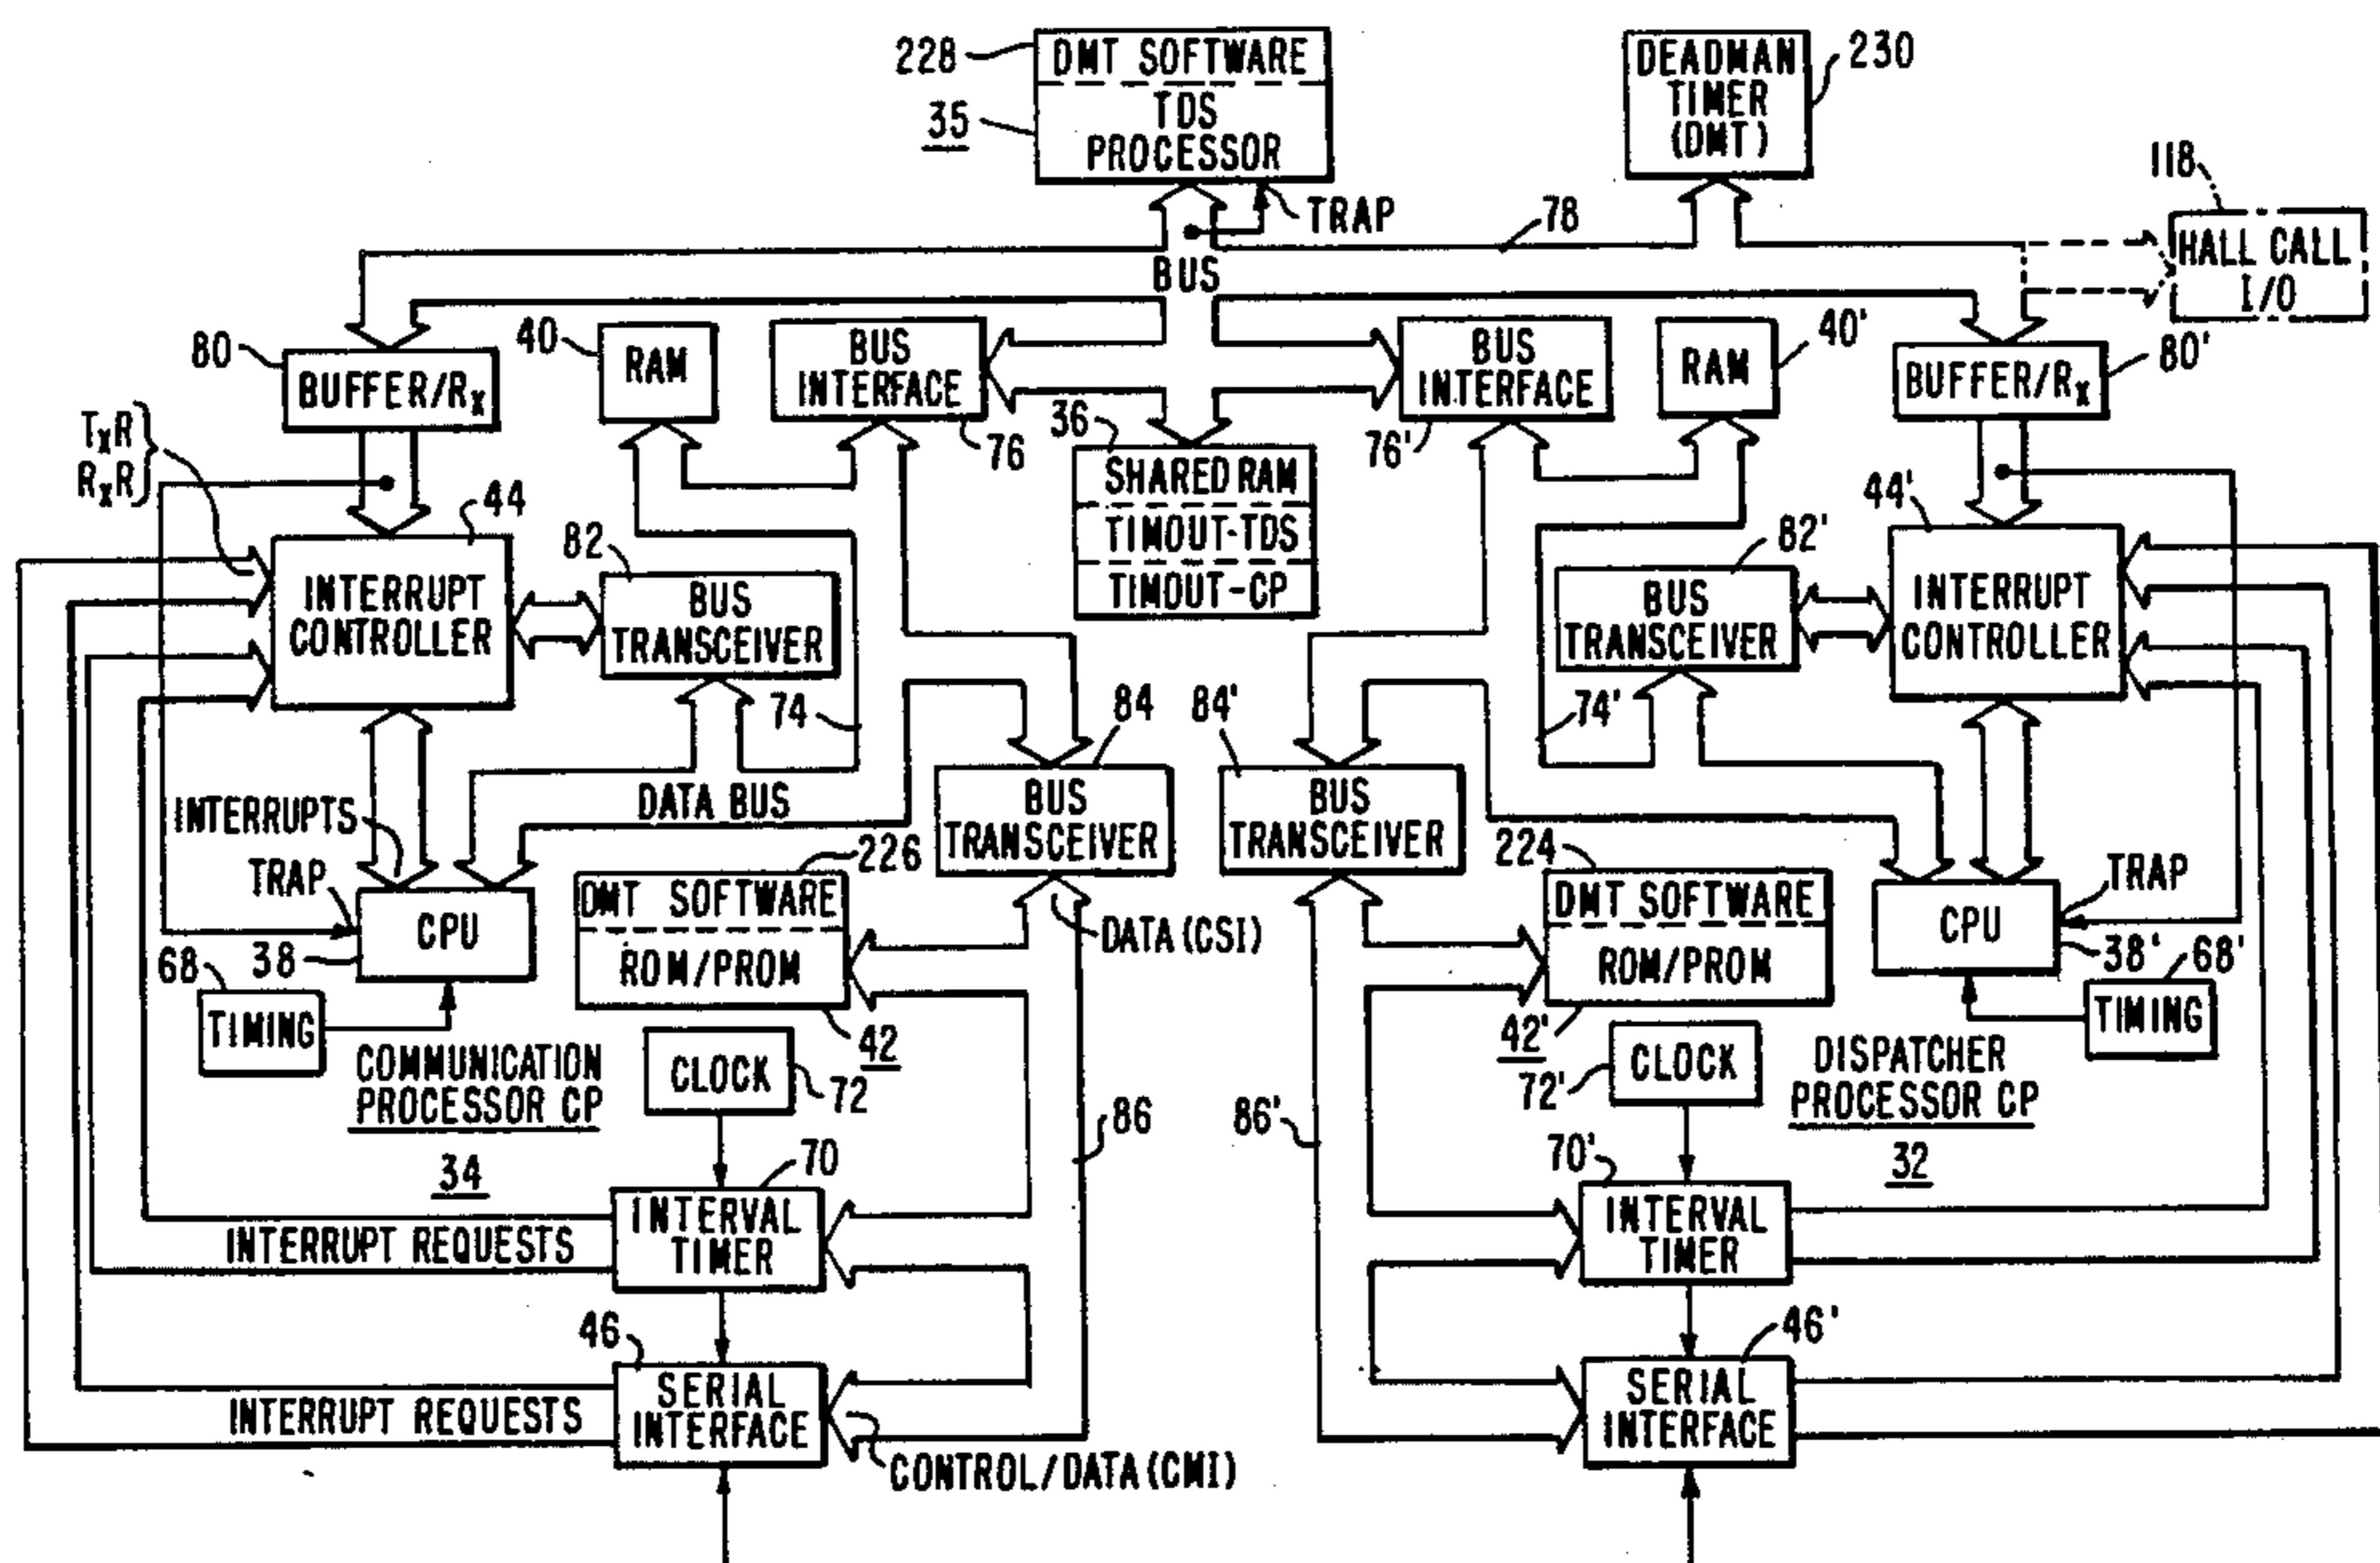 228
DMT SOFTWARE
35
TDS
PROCESSOR
DEADMAN
TIMER
(DMT)
230
118
TRAP
78
HALL CALL
I/O
BUS
80
BUFFER/Rx
40
RAM
BUS
INTERFACE
76
BUS
INTERFACE
76'
RAM
40'
BUFFER/Rx
80'
TxR
RxR
36
SHARED RAM
TIMOUT-TDS
TIMOUT-CP
44
INTERRUPT
CONTROLLER
82
BUS
TRANSCEIVER
82'
BUS
TRANSCEIVER
44'
INTERRUPT
CONTROLLER
74
84
84'
74'
DATA BUS
BUS
TRANSCEIVER
BUS
TRANSCEIVER
INTERRUPTS
TRAP
CPU
38
226
DMT SOFTWARE
ROM/PROM
42
DATA (CSI)
224
DMT SOFTWARE
ROM/PROM
42'
TRAP
CPU
38'
68
TIMING
68'
TIMING
COMMUNICATION
PROCESSOR CP
34
CLOCK
72
CLOCK
72'
DISPATCHER
PROCESSOR CP
32
86
86'
70
INTERVAL
TIMER
70'
INTERVAL
TIMER
INTERRUPT REQUESTS
46
SERIAL
INTERFACE
46'
SERIAL
INTERFACE
INTERRUPT REQUESTS
CONTROL/DATA (CMI)